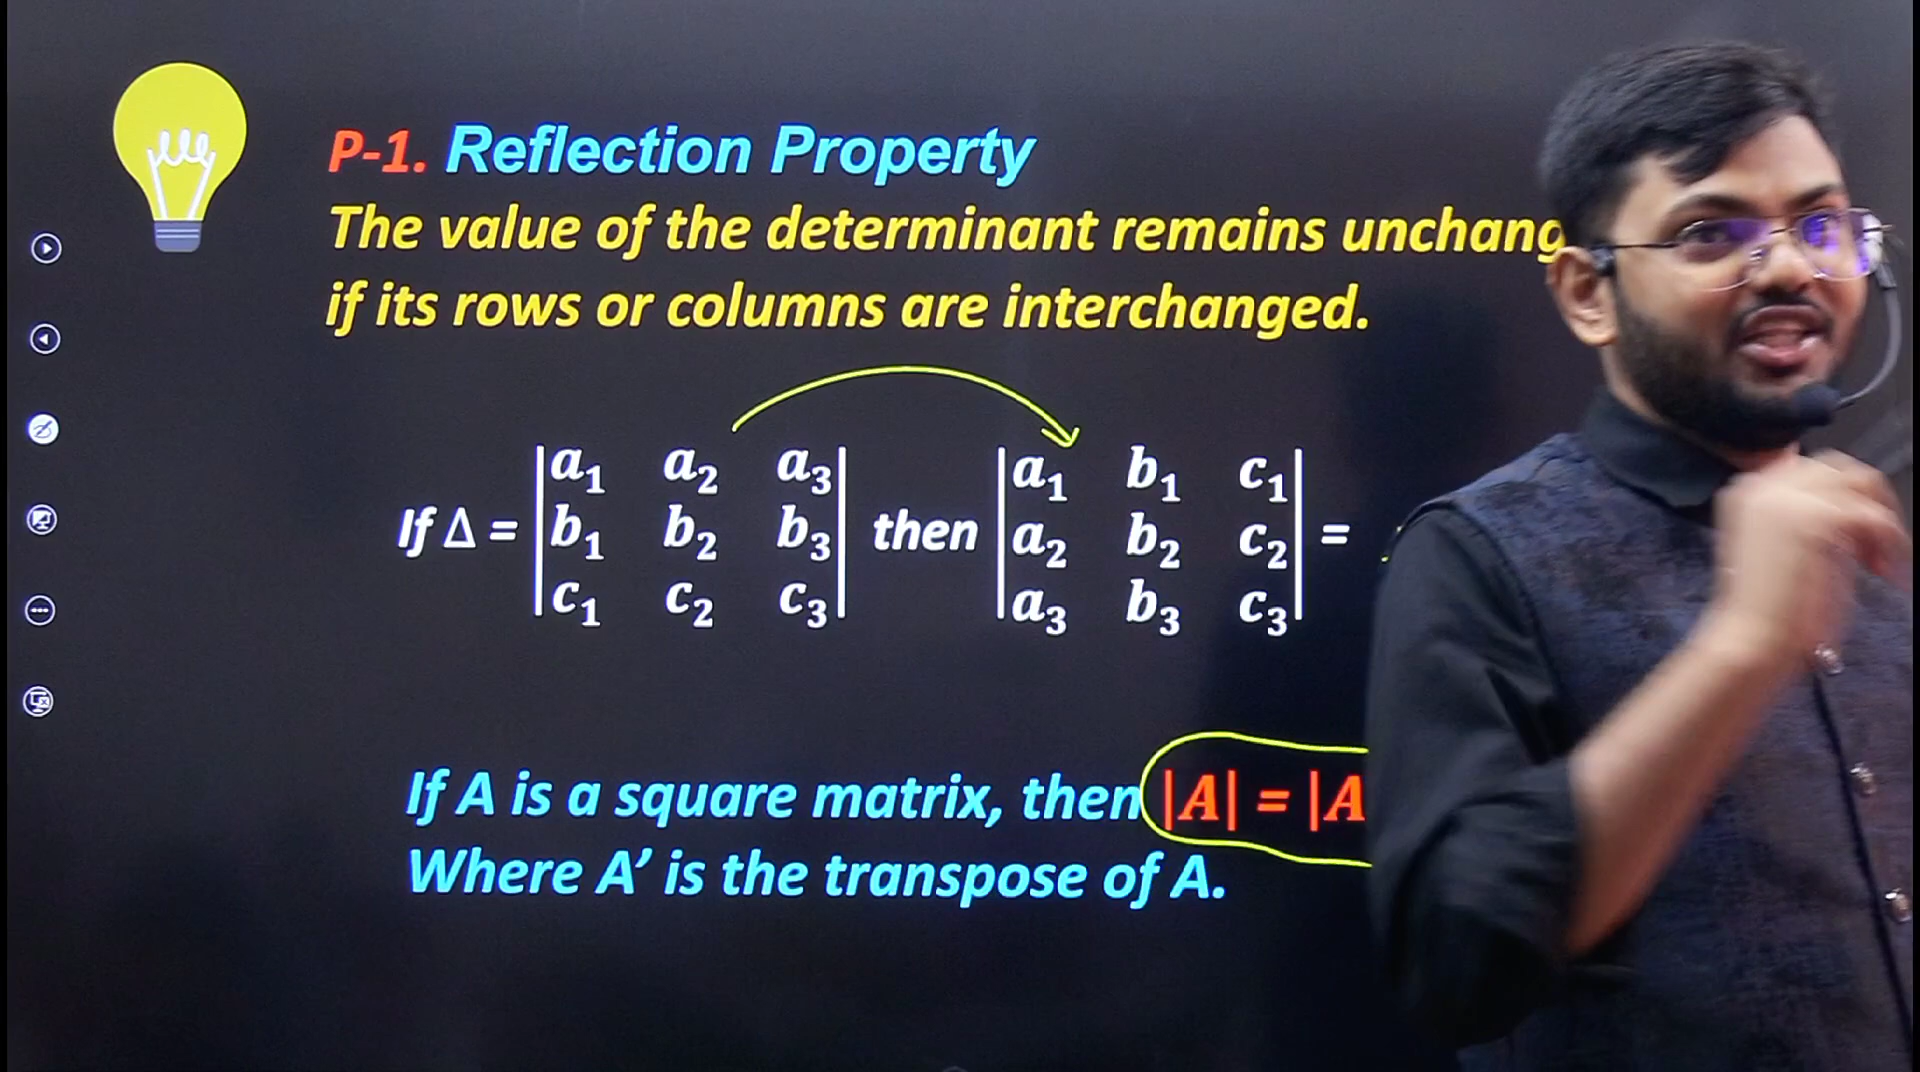 P-1. Reflection Property
The value of the determinant remains unchang
if its rows or columns are interchanged.
a₁ a₂ a₃ a₁ b₁ c₁
If Δ = b₁ b₂ b₃ then a₂ b₂ c₂ =
c₁ c₂ c₃ a₃ b₃ c₃
If A is a square matrix, then |A| = |A
Where A’ is the transpose of A.